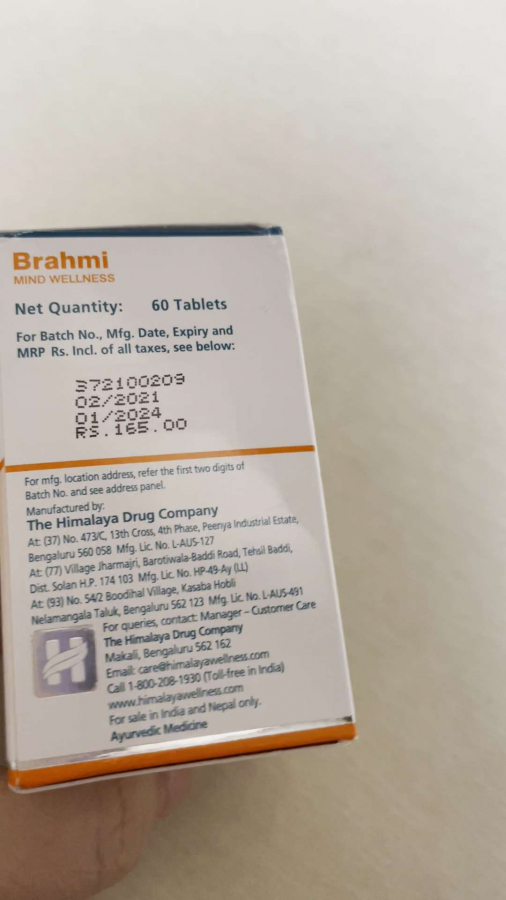 Brahmi
MIND WELLNESS
Net Quantity: 60 Tablets
For Batch No., Mfg. Date, Expiry and
MRP Rs. Incl. of all taxes, see below:
372100209
02/2021
01/2024
RS.165.00
For mfg. location address, refer the first two digits of
Batch No. and see address panel.
Manufactured by:
The Himalaya Drug Company
At: (37) No. 473/C, 13th Cross, 4th Phase, Peenya Industrial Estate,
Bengaluru 560 058 Mfg. Lic. No. L-AUS-127
At: (77) Village Jharmajri, Barotiwala-Baddi Road, Tehsil Baddi,
Dist. Solan H.P. 174 103 Mfg. Lic. No. HP-49-Ay (LL)
At: (93) No. 54/2 Boodihal Village, Kasaba Hobli
Nelamangala Taluk, Bengaluru 562 123 Mfg. Lic. No. L-AUS-491
For queries, contact: Manager – Customer Care
The Himalaya Drug Company
Makali, Bengaluru 562 162
Email: care@himalayawellness.com
Call 1-800-208-1930 (Toll-free in India)
www.himalayawellness.com
For sale in India and Nepal only.
Ayurvedic Medicine